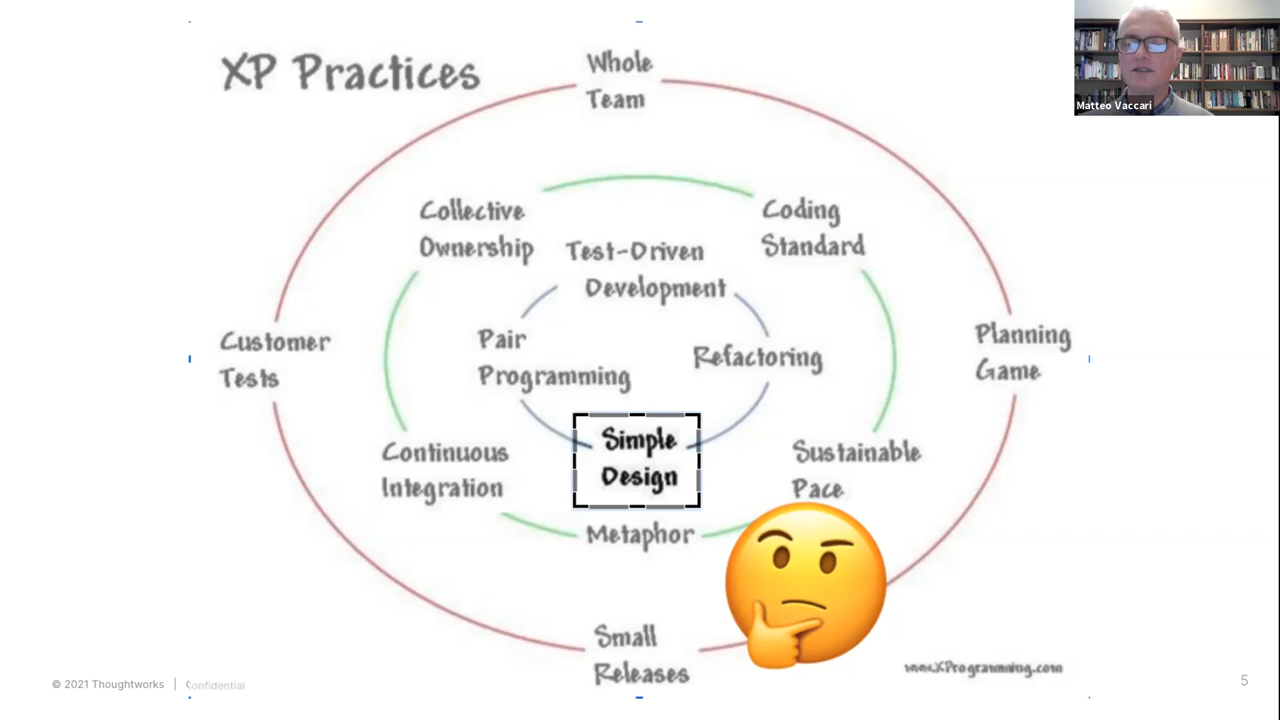 XP Practices
Whole
Team
Matteo Vaccari
Collective
Ownership
Coding
Standard
Test-Driven
Development
Customer
Tests
Pair
Programming
Refactoring
Planning
Game
Simple
Design
Continuous
Integration
Sustainable
Pace
Metaphor
Small
Releases
www.XProgramming.com
© 2021 Thoughtworks | Confidential
5